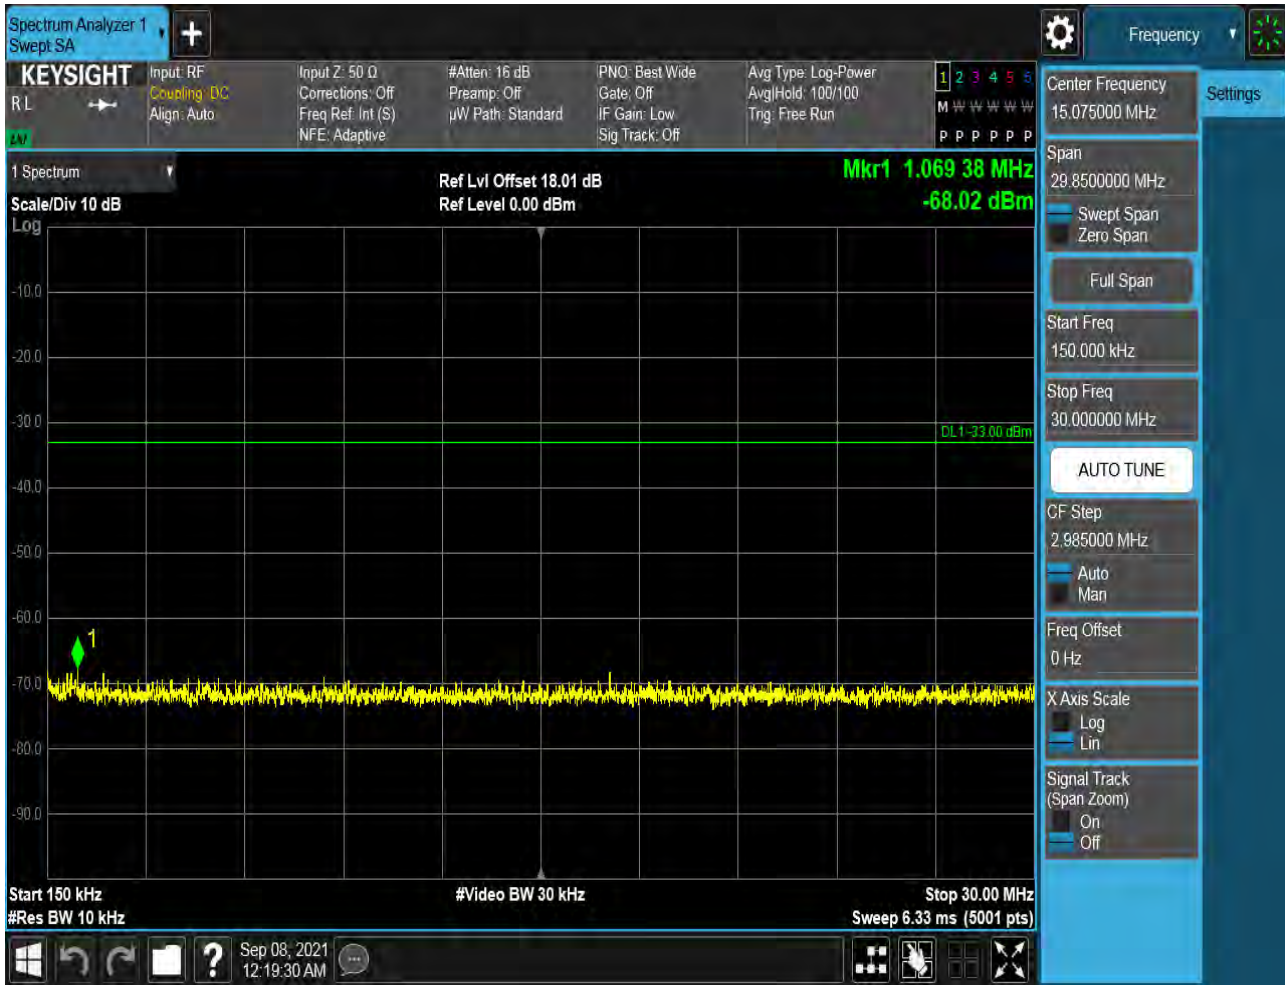 Spectrum Analyzer 1
Swept SA
Frequency
KEYSIGHT
R L
LNI
Input: RF
Coupling: DC
Align: Auto
Input Z: 50 Ω
Corrections: Off
Freq Ref: Int (S)
NFE: Adaptive
#Atten: 16 dB
Preamp: Off
µW Path: Standard
PNO: Best Wide
Gate: Off
IF Gain: Low
Sig Track: Off
Avg Type: Log-Power
Avg|Hold: 100/100
Trig: Free Run
1 2 3 4 5 6
M W W W W W
P P P P P P
1 Spectrum
Scale/Div 10 dB
Log
Ref Lvl Offset 18.01 dB
Ref Level 0.00 dBm
Mkr1 1.069 38 MHz
-68.02 dBm
-10.0
-20.0
-30.0
DL1 -33.00 dBm
-40.0
-50.0
-60.0
1
-70.0
-80.0
-90.0
Start 150 kHz
#Video BW 30 kHz
Stop 30.00 MHz
#Res BW 10 kHz
Sweep 6.33 ms (5001 pts)
Sep 08, 2021
12:19:30 AM
Center Frequency
15.075000 MHz
Settings
Span
29.8500000 MHz
Swept Span
Zero Span
Full Span
Start Freq
150.000 kHz
Stop Freq
30.000000 MHz
AUTO TUNE
CF Step
2.985000 MHz
Auto
Man
Freq Offset
0 Hz
X Axis Scale
Log
Lin
Signal Track
(Span Zoom)
On
Off